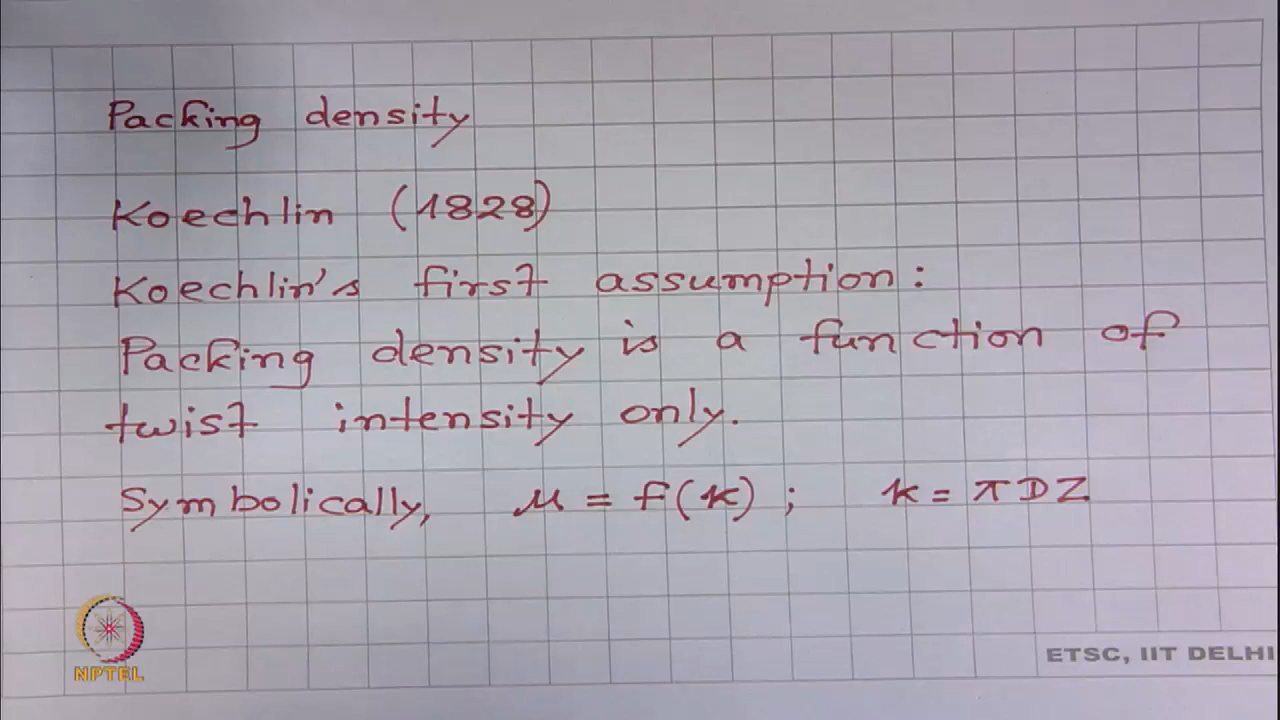 Packing density
Koechlin (1828)
Koechlin's first assumption:
Packing density is a function of
twist intensity only.
Symbolically, μ = f(κ); κ = πDZ
NPTEL
ETSC, IIT DELHI